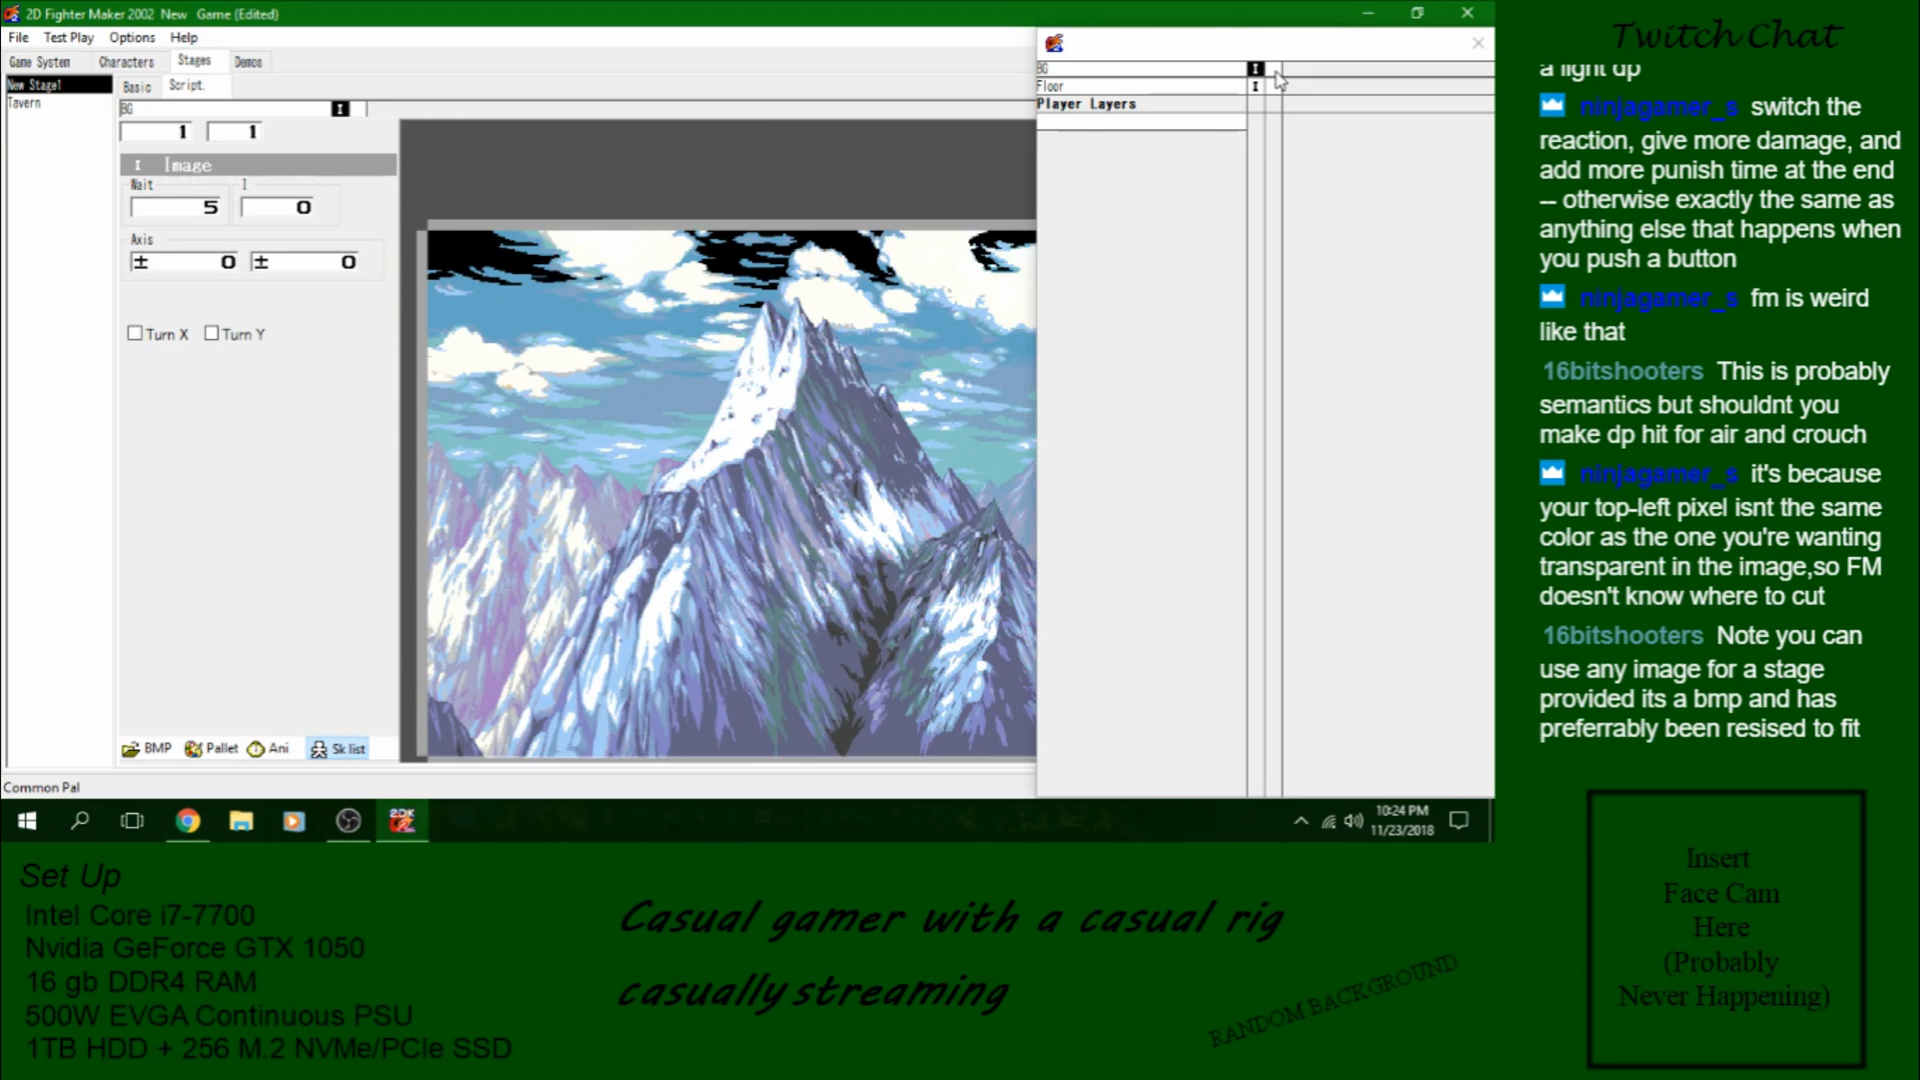 2D Fighter Maker 2002 New Game (Edited)
File Test Play Options Help
Game System Characters Stages Demos
New Stage1
Tavern
Basic Script.
BG I
1 1
I Image
Wait I
5 0
Axis
± 0 ± 0
Turn X Turn Y
BMP Pallet Ani Sk list
Common Pal
BG I
Floor I
Player Layers
10:24 PM
11/23/2018
Twitch Chat
a light up
ninjagamer_s switch the
reaction, give more damage, and
add more punish time at the end
-- otherwise exactly the same as
anything else that happens when
you push a button
ninjagamer_s fm is weird
like that
16bitshooters This is probably
semantics but shouldnt you
make dp hit for air and crouch
ninjagamer_s it's because
your top-left pixel isnt the same
color as the one you're wanting
transparent in the image,so FM
doesn't know where to cut
16bitshooters Note you can
use any image for a stage
provided its a bmp and has
preferrably been resised to fit
Set Up
Intel Core i7-7700
Nvidia GeForce GTX 1050
16 gb DDR4 RAM
500W EVGA Continuous PSU
1TB HDD + 256 M.2 NVMe/PCIe SSD
Casual gamer with a casual rig
casually streaming
RANDOM BACKGROUND
Insert
Face Cam
Here
(Probably
Never Happening)